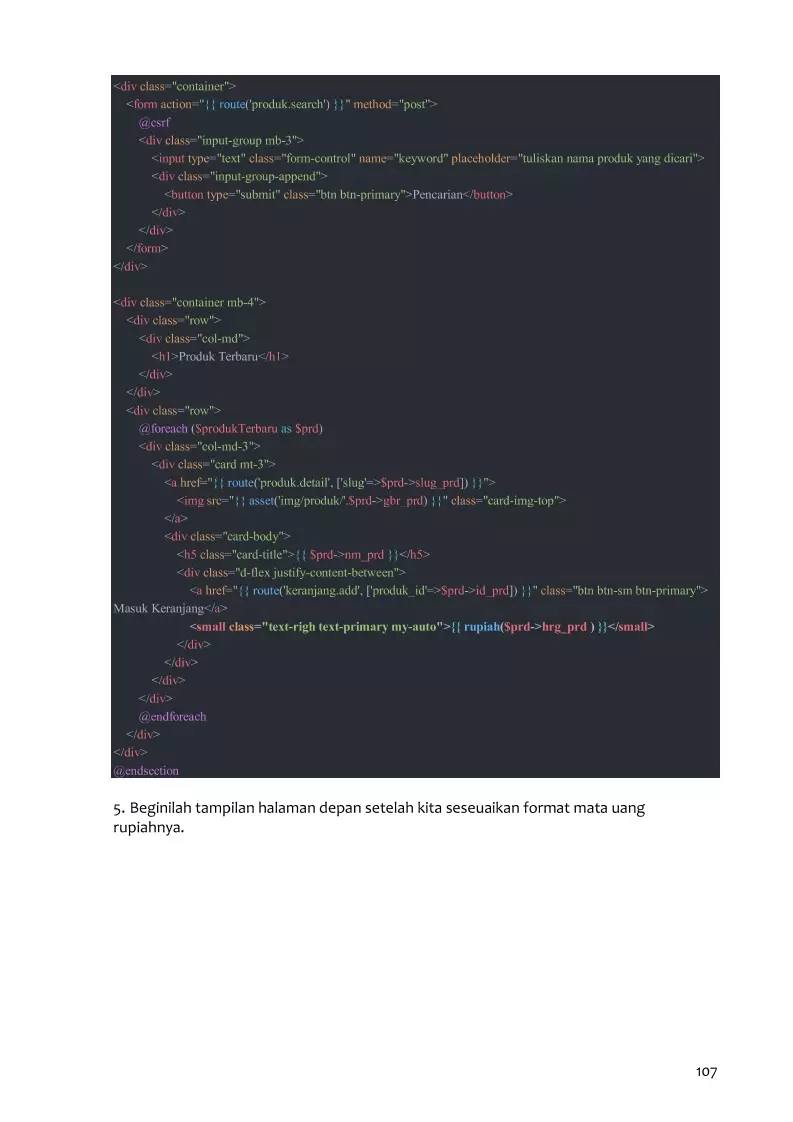 <div class="container">
<form action="{{ route('produk.search') }}" method="post">
@csrf
<div class="input-group mb-3">
<input type="text" class="form-control" name="keyword" placeholder="tuliskan nama produk yang dicari">
<div class="input-group-append">
<button type="submit" class="btn btn-primary">Pencarian</button>
</div>
</div>
</form>
</div>
<div class="container mb-4">
<div class="row">
<div class="col-md">
<h1>Produk Terbaru</h1>
</div>
</div>
<div class="row">
@foreach ($produkTerbaru as $prd)
<div class="col-md-3">
<div class="card mt-3">
<a href="{{ route('produk.detail', ['slug'=>$prd->slug_prd]) }}">
<img src="{{ asset('img/produk/'.$prd->gbr_prd) }}" class="card-img-top">
</a>
<div class="card-body">
<h5 class="card-title">{{ $prd->nm_prd }}</h5>
<div class="d-flex justify-content-between">
<a href="{{ route('keranjang.add', ['produk_id'=>$prd->id_prd]) }}" class="btn btn-sm btn-primary">
Masuk Keranjang</a>
<small class="text-righ text-primary my-auto">{{ rupiah($prd->hrg_prd ) }}</small>
</div>
</div>
</div>
</div>
@endforeach
</div>
</div>
@endsection
5. Beginilah tampilan halaman depan setelah kita seseuaikan format mata uang
rupiahnya.
107